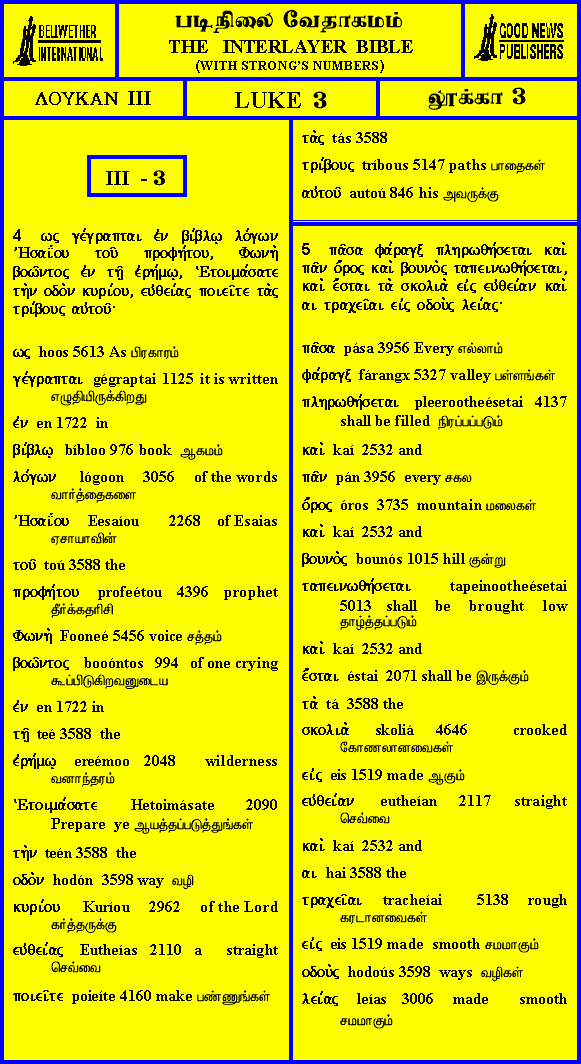 BELLWETHER
INTERNATIONAL
படிநிலை வேதாகமம்
THE INTERLAYER BIBLE
(WITH STRONG'S NUMBERS)
GOOD NEWS
PUBLISHERS
ΛΟΥΚΑΝ III
LUKE 3
லூக்கா 3
III - 3
4 ως γέγραπται ἐν βίβλῳ λόγων
Ἠσαΐου τοῦ προφήτου, Φωνὴ
βοῶντος ἐν τῇ ἐρήμῳ, Ἑτοιμάσατε
τὴν οδὸν κυρίου, εὐθείας ποιεῖτε τὰς
τρίβους αὐτοῦ·
ως hoos 5613 As பிரகாரம்
γέγραπται gégraptai 1125 it is written
எழுதியிருக்கிறது
ἐν en 1722 in
βίβλῳ bíbloo 976 book ஆகமம்
λόγων lógoon 3056 of the words
வார்த்தைகளை
Ἠσαΐου Eesaíou 2268 of Esaias
ஏசாயாவின்
τοῦ toú 3588 the
προφήτου profeétou 4396 prophet
தீர்க்கதரிசி
Φωνὴ Fooneé 5456 voice சத்தம்
βοῶντος booóntos 994 of one crying
கூப்பிடுகிறவனுடைய
ἐν en 1722 in
τῇ teé 3588 the
ἐρήμῳ ereémoo 2048 wilderness
வனாந்தரம்
Ἑτοιμάσατε Hetoimásate 2090
Prepare ye ஆயத்தப்படுத்துங்கள்
τὴν teén 3588 the
οδὸν hodón 3598 way வழி
κυρίου Kuríou 2962 of the Lord
கர்த்தருக்கு
εὐθείας Eutheías 2110 a straight
செவ்வை
ποιεῖτε poieíte 4160 make பண்ணுங்கள்
τὰς tás 3588
τρίβους tríbous 5147 paths பாதைகள்
αὐτοῦ autoú 846 his அவருக்கு
5 πᾶσα φάραγξ πληρωθήσεται καὶ
πᾶν ὄρος καὶ βουνὸς ταπεινωθήσεται,
καὶ ἔσται τὰ σκολιὰ εἰς εὐθείαν καὶ
αι τραχεῖαι εἰς οδοὺς λείας·
πᾶσα pása 3956 Every எல்லாம்
φάραγξ fárangx 5327 valley பள்ளங்கள்
πληρωθήσεται pleerootheésetai 4137
shall be filled நிரப்பப்படும்
καὶ kaí 2532 and
πᾶν pán 3956 every சகல
ὄρος óros 3735 mountain மலைகள்
καὶ kaí 2532 and
βουνὸς bounós 1015 hill குன்று
ταπεινωθήσεται tapeinootheésetai
5013 shall be brought low
தாழ்த்தப்படும்
καὶ kaí 2532 and
ἔσται éstai 2071 shall be இருக்கும்
τὰ tá 3588 the
σκολιὰ skoliá 4646 crooked
கோணலானவைகள்
εἰς eis 1519 made ஆகும்
εὐθείαν eutheían 2117 straight
செவ்வை
καὶ kaí 2532 and
αι hai 3588 the
τραχεῖαι tracheíai 5138 rough
கரடானவைகள்
εἰς eis 1519 made smooth சமமாகும்
οδοὺς hodoús 3598 ways வழிகள்
λείας leías 3006 made smooth
சமமாகும்